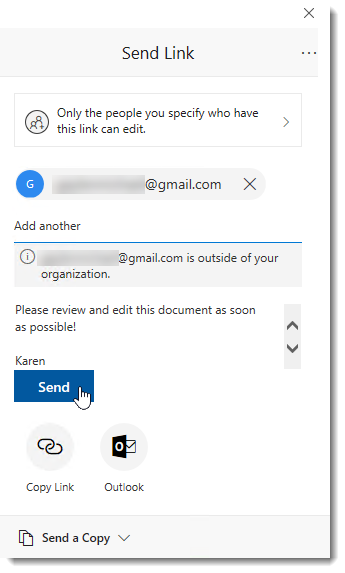 Send Link
...
Only the people you specify who have
this link can edit.
G
@gmail.com
Add another
@gmail.com is outside of your
organization.
Please review and edit this document as soon
as possible!
Karen
Send
Copy Link
Outlook
Send a Copy